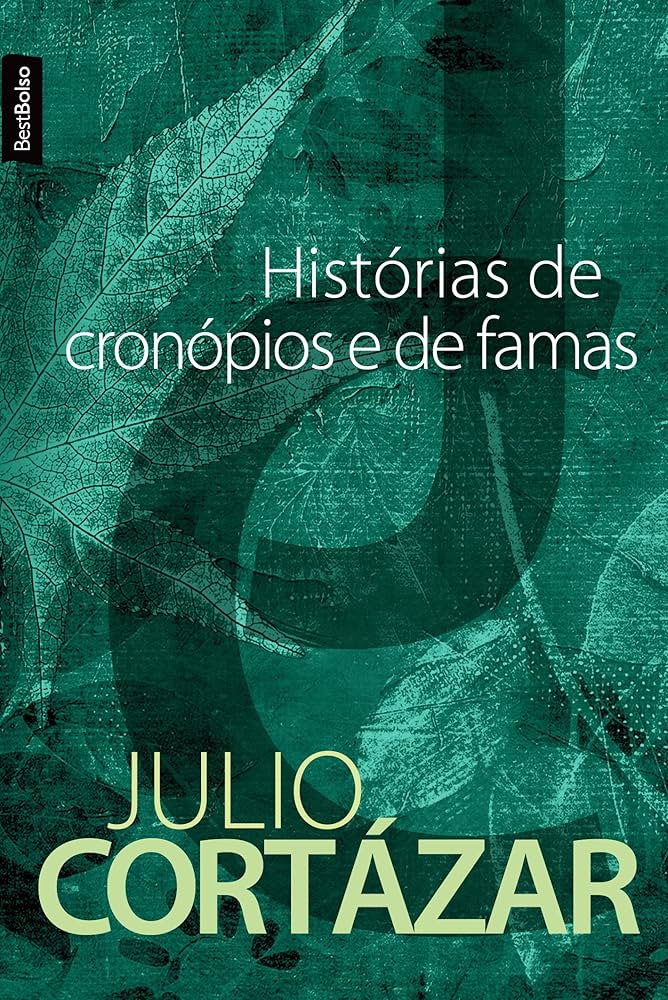 BestBolso
Histórias de
cronópios e de famas
JULIO
CORTÁZAR